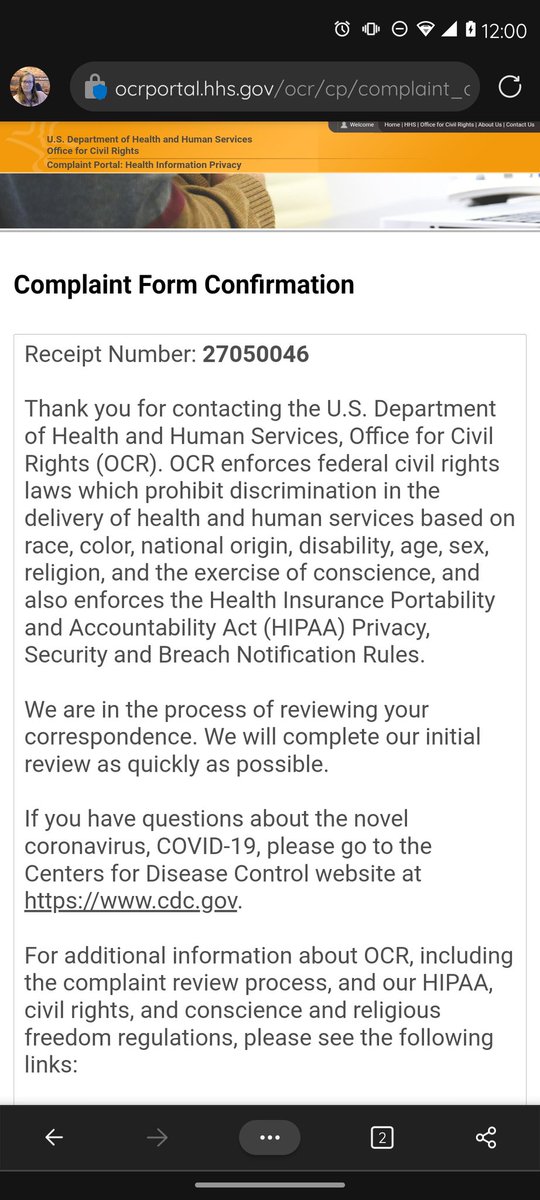 12:00
ocrportal.hhs.gov/ocr/cp/complaint_c
Welcome Home | HHS | Office for Civil Rights | About Us | Contact Us
U.S. Department of Health and Human Services
Office for Civil Rights
Complaint Portal: Health Information Privacy
Complaint Form Confirmation
Receipt Number: 27050046
Thank you for contacting the U.S. Department
of Health and Human Services, Office for Civil
Rights (OCR). OCR enforces federal civil rights
laws which prohibit discrimination in the
delivery of health and human services based on
race, color, national origin, disability, age, sex,
religion, and the exercise of conscience, and
also enforces the Health Insurance Portability
and Accountability Act (HIPAA) Privacy,
Security and Breach Notification Rules.
We are in the process of reviewing your
correspondence. We will complete our initial
review as quickly as possible.
If you have questions about the novel
coronavirus, COVID-19, please go to the
Centers for Disease Control website at
https://www.cdc.gov.
For additional information about OCR, including
the complaint review process, and our HIPAA,
civil rights, and conscience and religious
freedom regulations, please see the following
links:
2